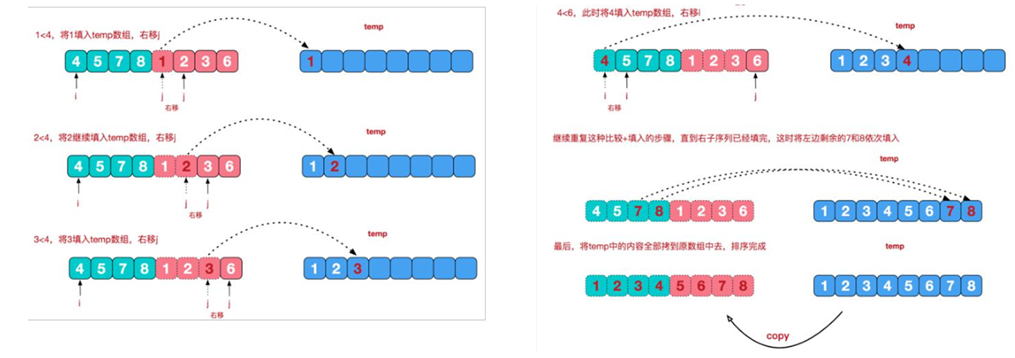 1<4，将1填入temp数组，右移j
temp
4 5 7 8 1 2 3 6
1
i j j
右移
2<4，将2继续填入temp数组，右移j
temp
4 5 7 8 1 2 3 6
1 2
i j j
右移
3<4，将3填入temp数组，右移j
temp
4 5 7 8 1 2 3 6
1 2 3
i j j
右移
4<6，此时将4填入temp数组，右移i
temp
4 5 7 8 1 2 3 6
1 2 3 4
i i j
右移
继续重复这种比较+填入的步骤，直到右子序列已经填完，这时将左边剩余的7和8依次填入
temp
4 5 7 8 1 2 3 6
1 2 3 4 5 6 7 8
最后，将temp中的内容全部拷到原数组中去，排序完成
temp
1 2 3 4 5 6 7 8
1 2 3 4 5 6 7 8
copy